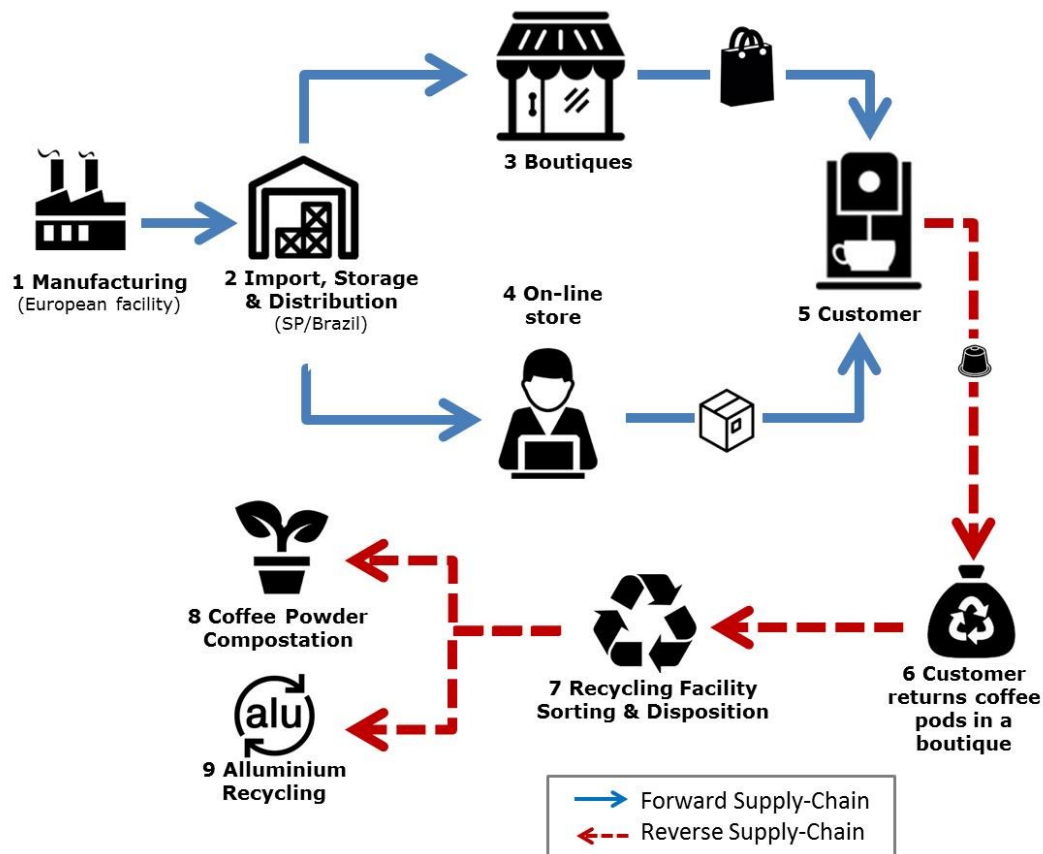 3 Boutiques
1 Manufacturing
(European facility)
2 Import, Storage
& Distribution
(SP/Brazil)
4 On-line
store
5 Customer
8 Coffee Powder
Compostation
7 Recycling Facility
Sorting & Disposition
6 Customer
returns coffee
pods in a
boutique
alu
9 Alluminium
Recycling
Forward Supply-Chain
Reverse Supply-Chain